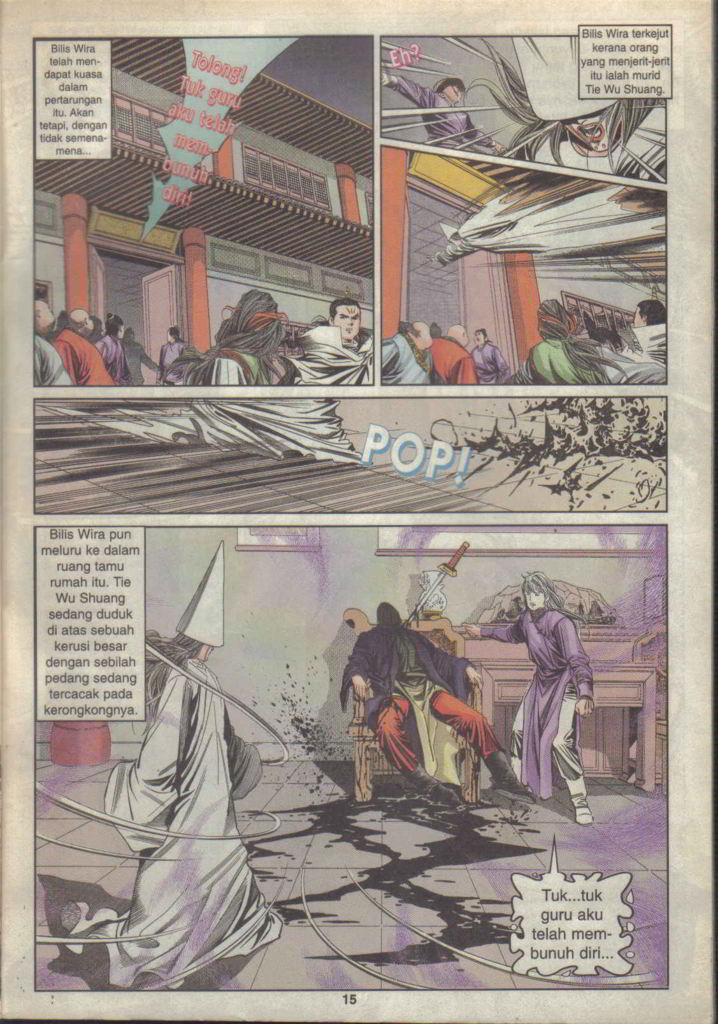 Bilis Wira
telah men-
dapat kuasa
dalam
pertarungan
itu. Akan
tetapi, dengan
tidak semena-
mena...
Tolong!
Tuk guru
aku telah
mem-
bunuh
diri!
Eh?
Bilis Wira terkejut
kerana orang
yang menjerit-jerit
itu ialah murid
Tie Wu Shuang.
POP!
Bilis Wira pun
meluru ke dalam
ruang tamu
rumah itu. Tie
Wu Shuang
sedang duduk
di atas sebuah
kerusi besar
dengan sebilah
pedang sedang
tercacak pada
kerongkongnya.
Tuk...tuk
guru aku
telah mem-
bunuh diri...
15